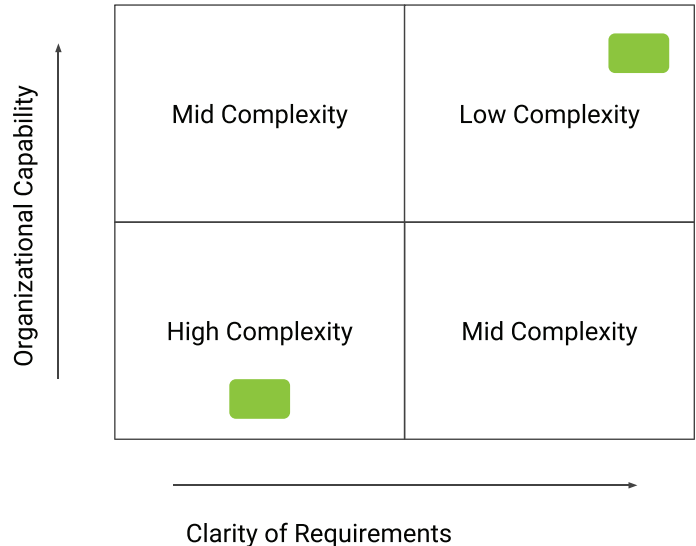 Organizational Capability
Mid Complexity
Low Complexity
High Complexity
Mid Complexity
Clarity of Requirements